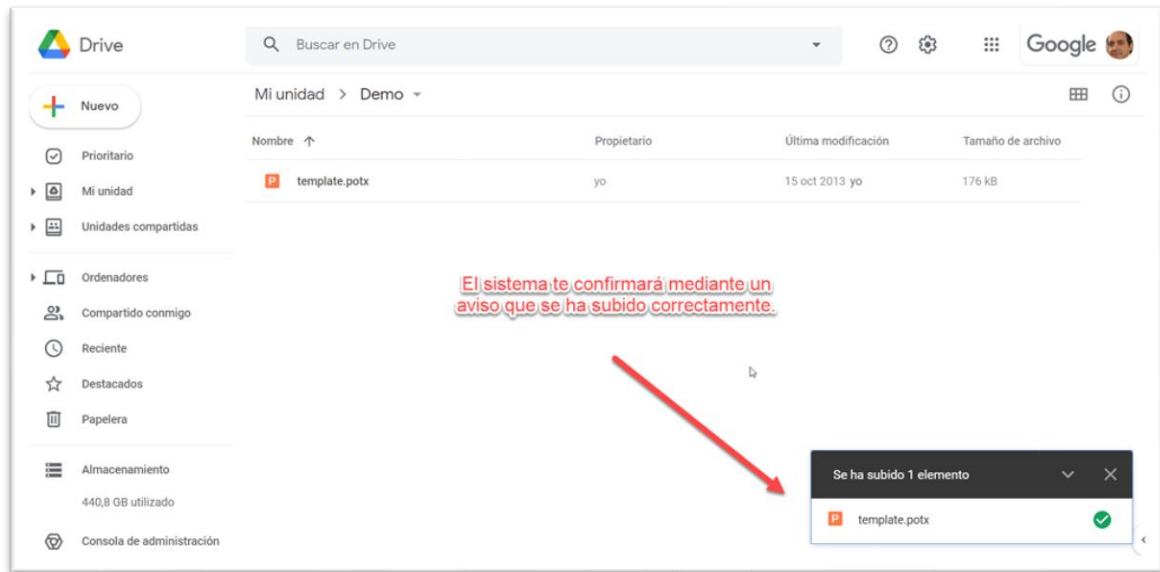 Drive
Buscar en Drive
Google
Nuevo
Mi unidad > Demo
Nombre ↑ Propietario Última modificación Tamaño de archivo
template.potx yo 15 oct 2013 yo 176 kB
Prioritario
Mi unidad
Unidades compartidas
Ordenadores
Compartido conmigo
Reciente
Destacados
Papelera
Almacenamiento
440,8 GB utilizado
Consola de administración
El sistema te confirmará mediante un
aviso que se ha subido correctamente.
Se ha subido 1 elemento
template.potx